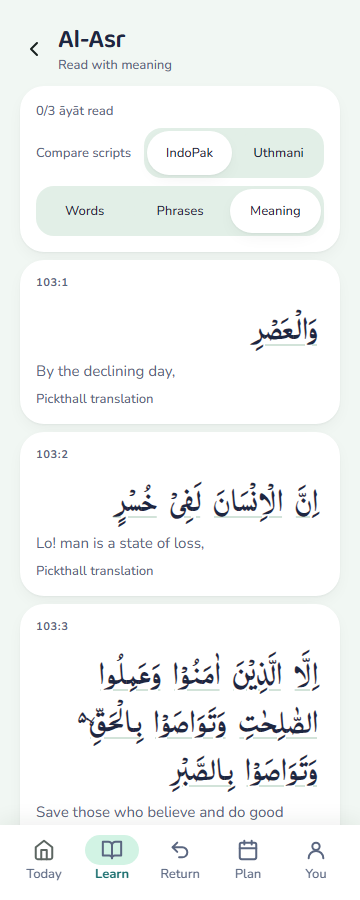 Al-Asr
Read with meaning
0/3 āyāt read
Compare scripts
IndoPak
Uthmani
Words
Phrases
Meaning
103:1
وَالْعَصْرِ
By the declining day,
Pickthall translation
103:2
اِنَّ الْاِنْسَانَ لَفِیْ خُسْرٍ
Lo! man is a state of loss,
Pickthall translation
103:3
اِلَّا الَّذِیْنَ اٰمَنُوْا وَعَمِلُوا
الصّٰلِحٰتِ وَتَوَاصَوْا بِالْحَقِّ ۙ۬
وَتَوَاصَوْا بِالصَّبْرِ
Save those who believe and do good
Today
Learn
Return
Plan
You